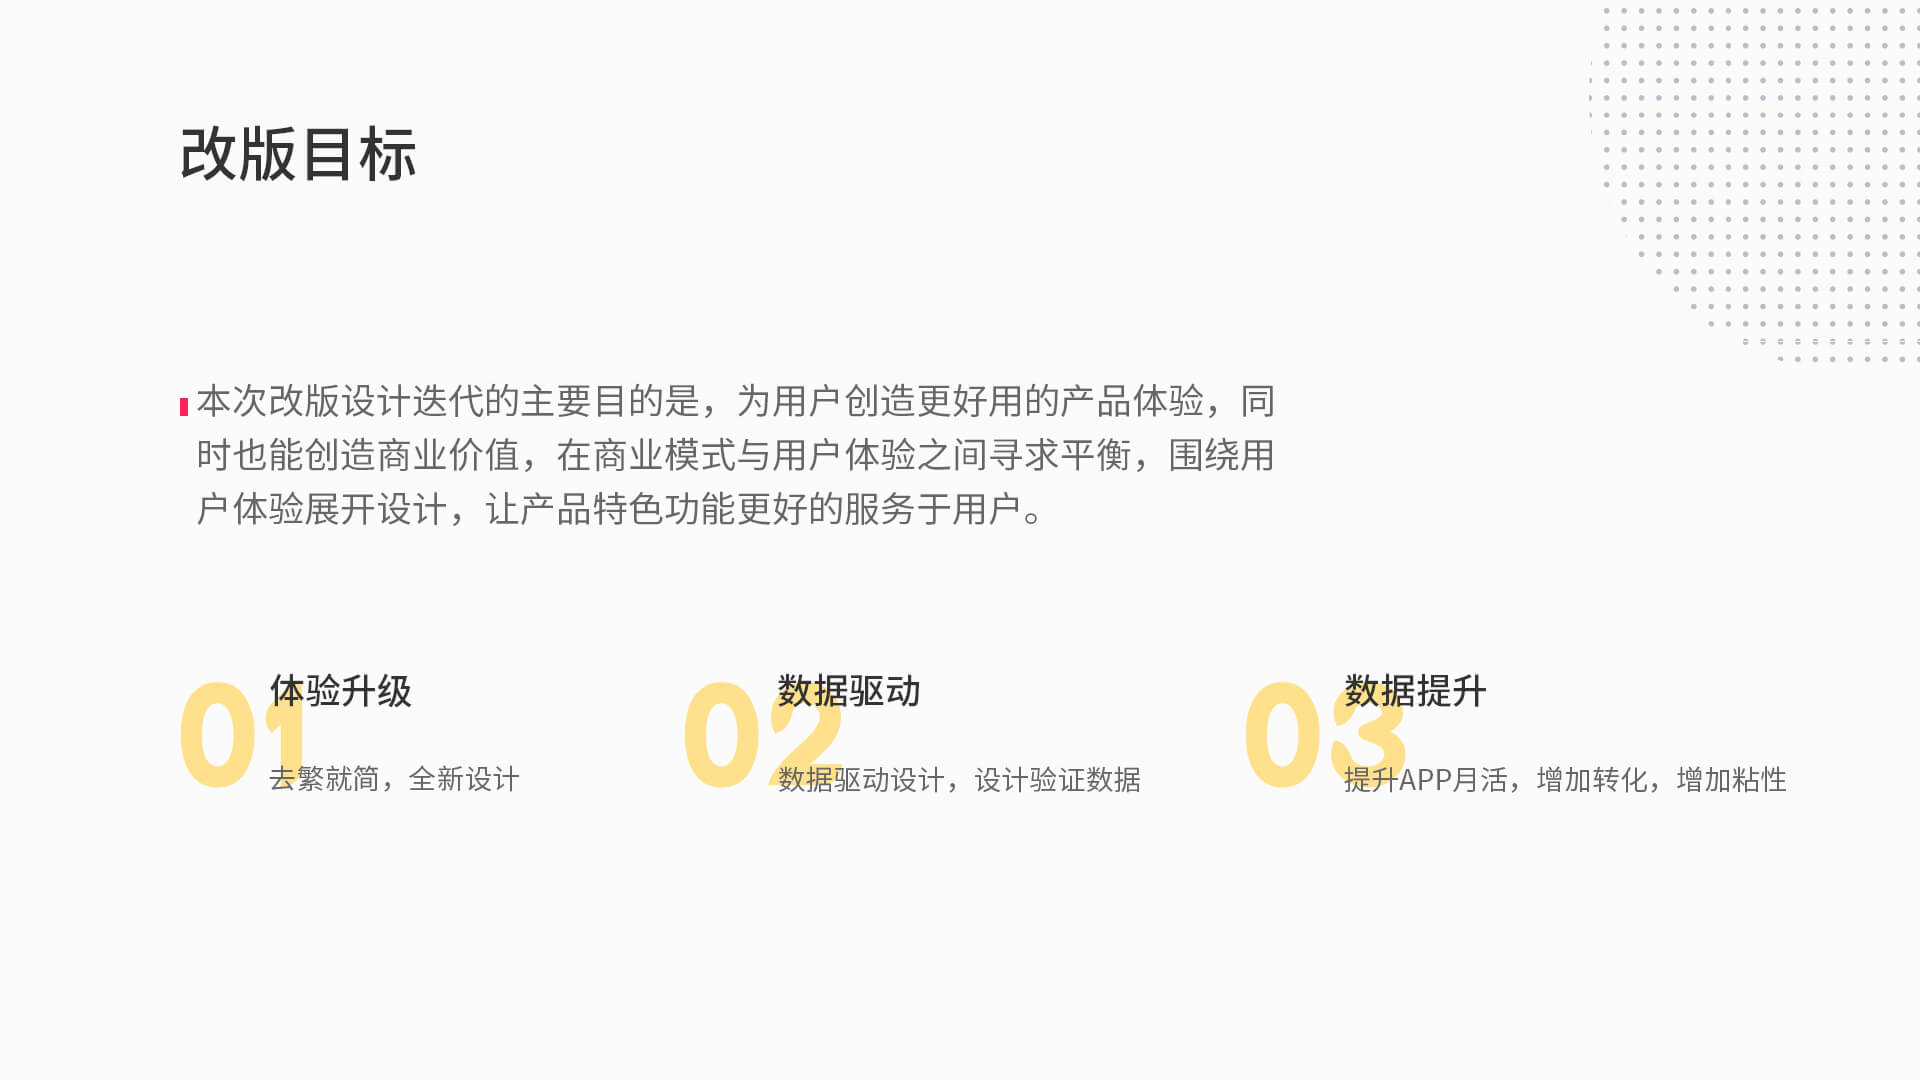 改版目标
本次改版设计迭代的主要目的是，为用户创造更好用的产品体验，同
时也能创造商业价值，在商业模式与用户体验之间寻求平衡，围绕用
户体验展开设计，让产品特色功能更好的服务于用户。
01
体验升级
去繁就简，全新设计
02
数据驱动
数据驱动设计，设计验证数据
03
数据提升
提升APP月活，增加转化，增加粘性